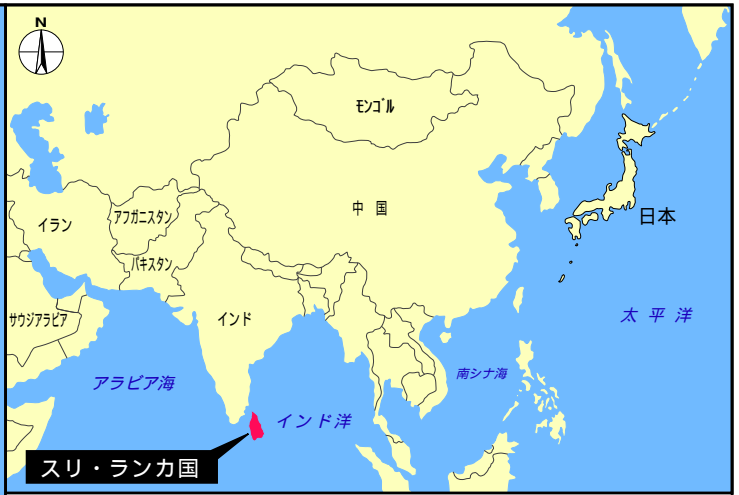 N
モンゴル
中 国
日本
アフガニスタン
イラン
パキスタン
サウジアラビア
インド
太 平 洋
南シナ海
アラビア海
インド洋
スリ・ランカ国